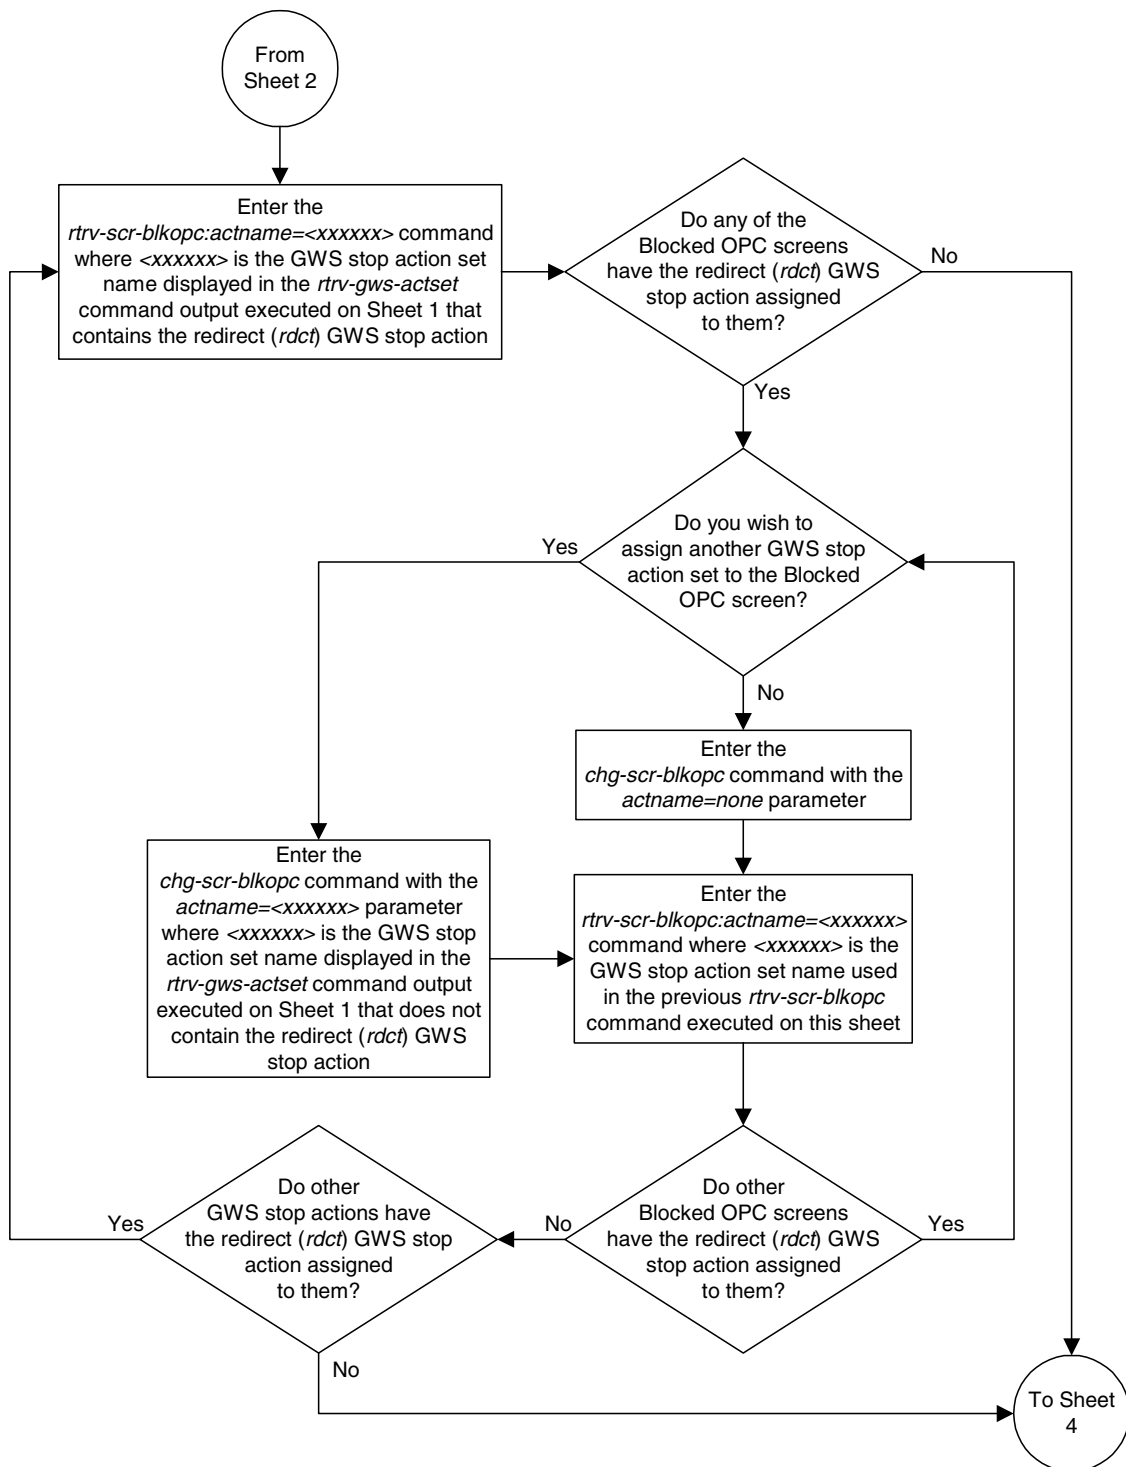 From
Sheet 2
Enter the
rtrv-scr-blkopc:actname=<xxxxxx> command
where <xxxxxx> is the GWS stop action set
name displayed in the rtrv-gws-actset
command output executed on Sheet 1 that
contains the redirect (rdct) GWS stop action
Do any of the
Blocked OPC screens
have the redirect (rdct) GWS
stop action assigned
to them?
No
Yes
Do you wish to
assign another GWS stop
action set to the Blocked
OPC screen?
Yes
No
Enter the
chg-scr-blkopc command with the
actname=none parameter
Enter the
chg-scr-blkopc command with the
actname=<xxxxxx> parameter
where <xxxxxx> is the GWS stop
action set name displayed in the
rtrv-gws-actset command output
executed on Sheet 1 that does not
contain the redirect (rdct) GWS
stop action
Enter the
rtrv-scr-blkopc:actname=<xxxxxx>
command where <xxxxxx> is the
GWS stop action set name used
in the previous rtrv-scr-blkopc
command executed on this sheet
Do other
Blocked OPC screens
have the redirect (rdct) GWS
stop action assigned
to them?
Yes
No
Do other
GWS stop actions have
the redirect (rdct) GWS stop
action assigned
to them?
Yes
No
To Sheet
4